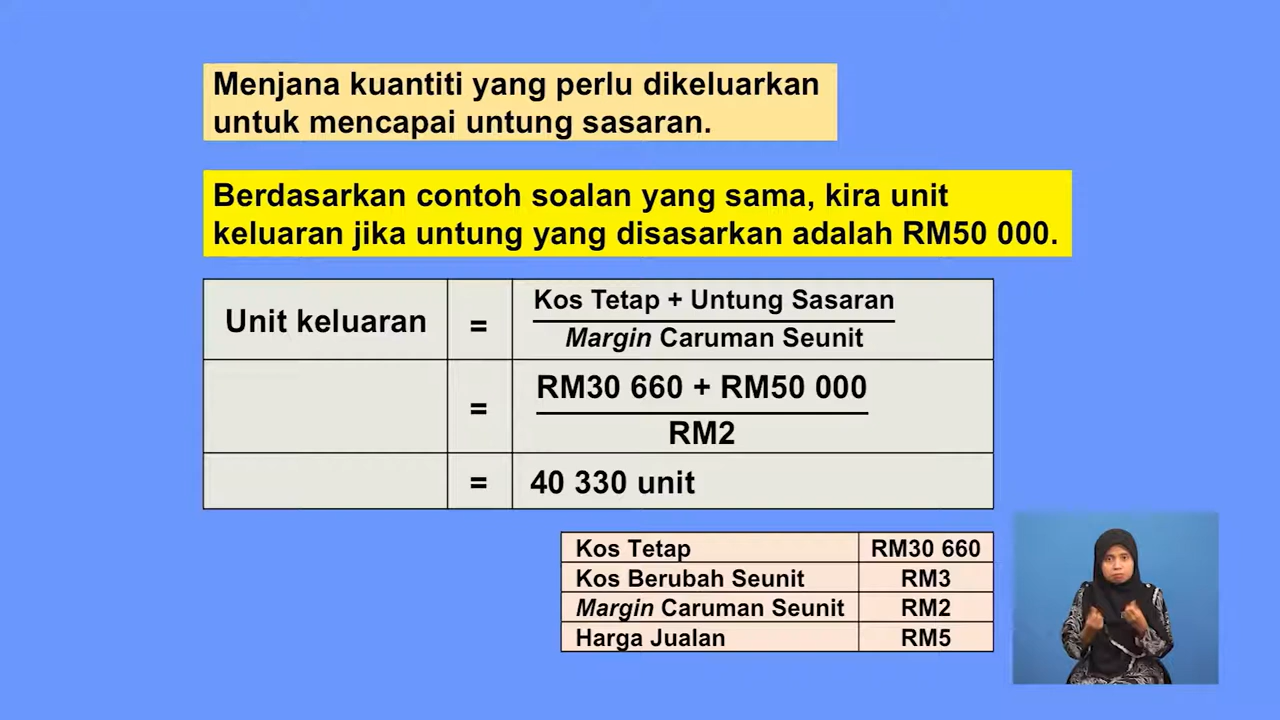 Menjana kuantiti yang perlu dikeluarkan
untuk mencapai untung sasaran.
Berdasarkan contoh soalan yang sama, kira unit
keluaran jika untung yang disasarkan adalah RM50 000.
Unit keluaran = Kos Tetap + Untung Sasaran
Margin Caruman Seunit
= RM30 660 + RM50 000
RM2
= 40 330 unit
Kos Tetap RM30 660
Kos Berubah Seunit RM3
Margin Caruman Seunit RM2
Harga Jualan RM5